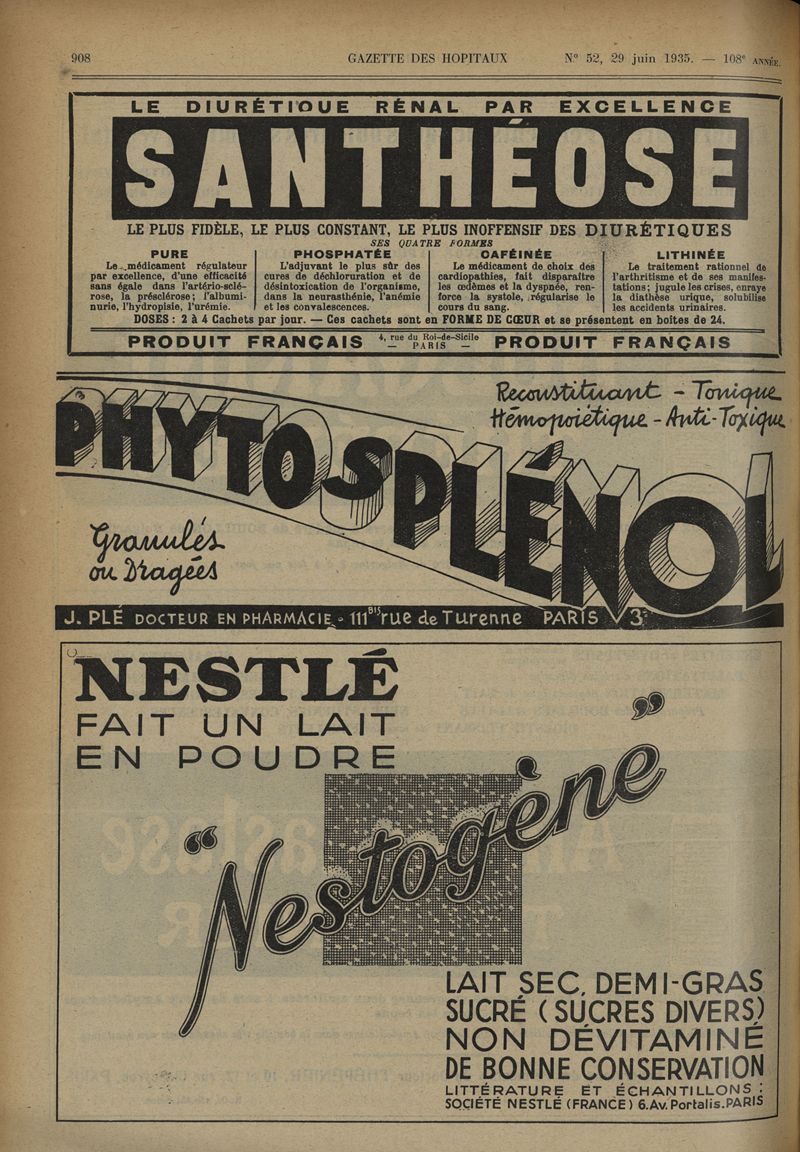 908 GAZETTE DES HOPITAUX N° 52, 29 juin 1935. — 108e ANNÉE.
LE DIURÉTIQUE RÉNAL PAR EXCELLENCE
SANTHÉOSE
LE PLUS FIDÈLE, LE PLUS CONSTANT, LE PLUS INOFFENSIF DES DIURÉTIQUES
SES QUATRE FORMES
PURE
Le médicament régulateur
par excellence, d'une efficacité
sans égale dans l'artério-sclé-
rose, la présclérose; l'albumi-
nurie, l'hydropisie, l'urémie.
PHOSPHATÉE
L'adjuvant le plus sûr des
cures de déchloruration et de
désintoxication de l'organisme,
dans la neurasthénie, l'anémie
et les convalescences.
CAFÉINÉE
Le médicament de choix des
cardiopathies, fait disparaître
les œdèmes et la dyspnée, ren-
force la systole, régularise le
cours du sang.
LITHINÉE
Le traitement rationnel de
l'arthritisme et de ses manifes-
tations; jugule les crises, enraye
la diathèse urique, solubilise
les accidents urinaires.
DOSES : 2 à 4 Cachets par jour. — Ces cachets sont en FORME DE CŒUR et se présentent en boites de 24.
PRODUIT FRANÇAIS 4, rue du Roi-de-Sicile PRODUIT FRANÇAIS
— PARIS —
Reconstituant - Tonique
Hémopoiétique - Anti-Toxique
PHYTOSPLÉNOL
Granulés
ou Dragées
J. PLÉ DOCTEUR EN PHARMACIE - 111BIS rue de Turenne PARIS 3e
NESTLÉ
FAIT UN LAIT
EN POUDRE
"Nestogène"
LAIT SEC, DEMI-GRAS
SUCRÉ (SUCRES DIVERS)
NON DÉVITAMINÉ
DE BONNE CONSERVATION
LITTÉRATURE ET ÉCHANTILLONS :
SOCIÉTÉ NESTLÉ (FRANCE) 6.Av. Portalis.PARIS